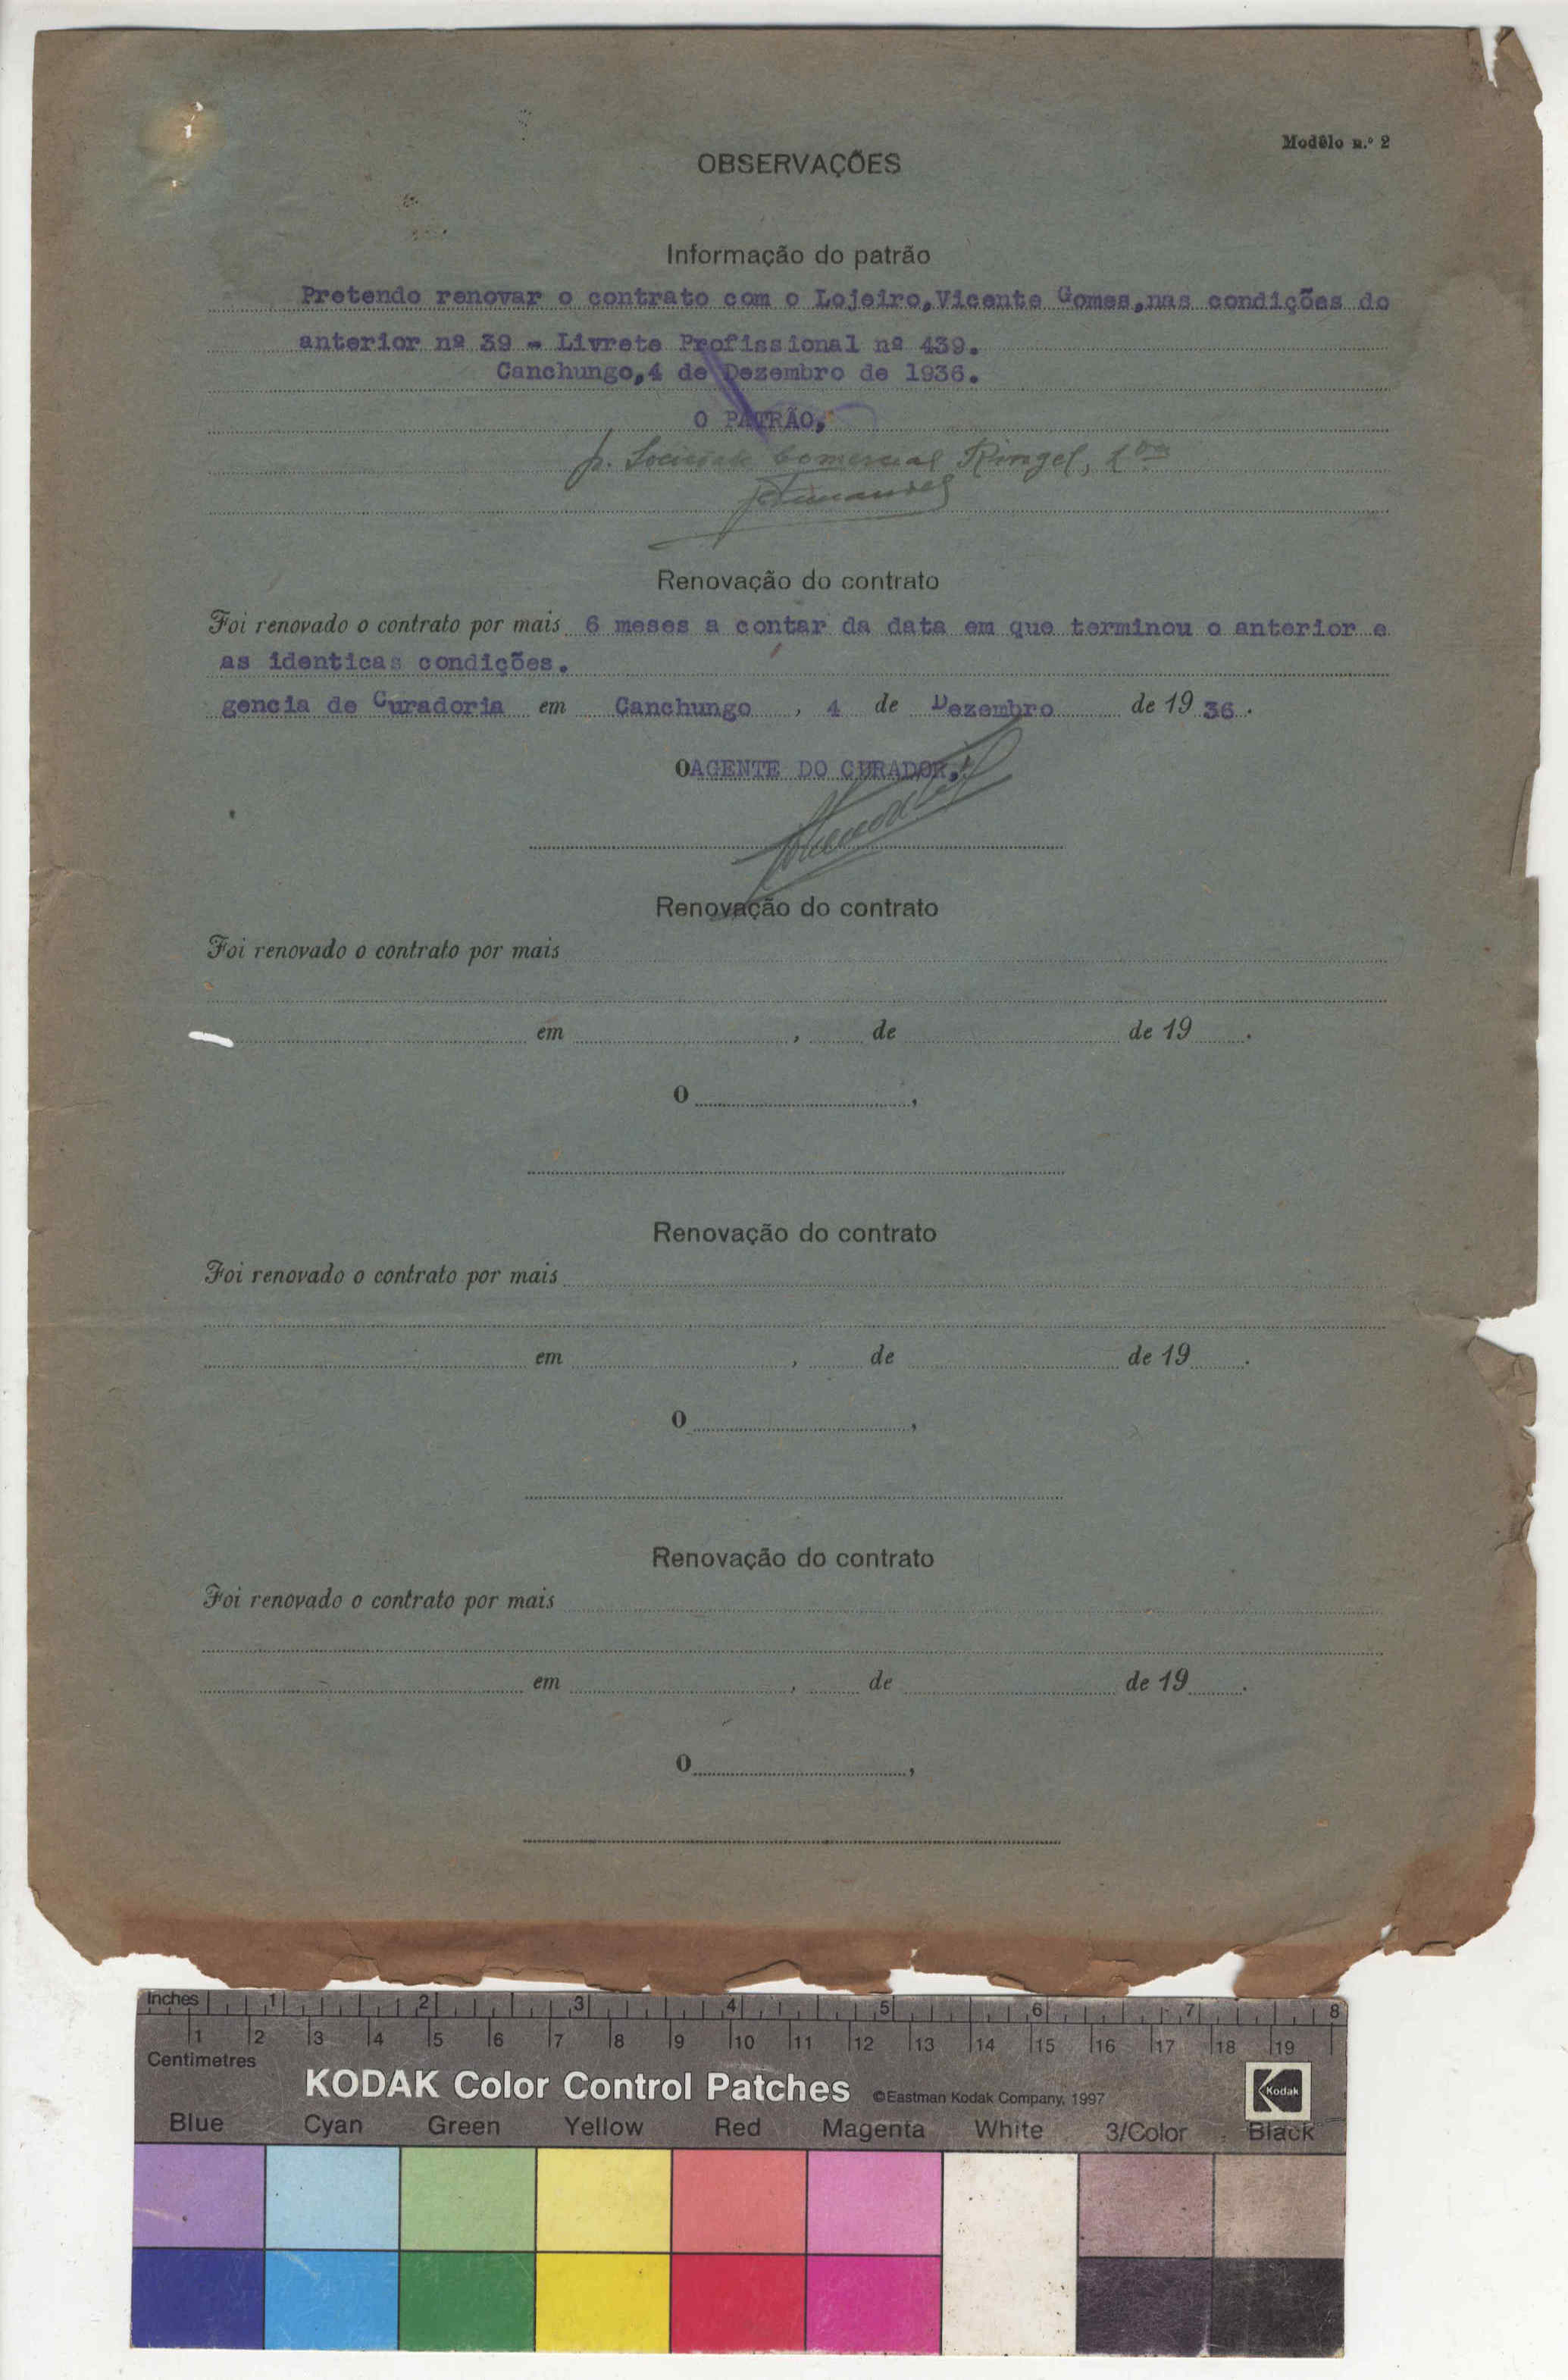 Modêlo n.º 2
OBSERVAÇÕES
Informação do patrão
Pretendo renovar o contrato com o Lojeiro,Vicente Gomes,nas condições do
anterior nº 39 - Livrete Profissional nº 439.
Canchungo,4 de Dezembro de 1936.
O PATRÃO,
p. Sociedade Comercial Ringel, Lda
Renovação do contrato
Foi renovado o contrato por mais 6 meses a contar da data em que terminou o anterior e
as identicas condições.
gencia de Curadoria em Canchungo , 4 de Dezembro de 19 36 .
O AGENTE DO CURADOR,
Renovação do contrato
Foi renovado o contrato por mais
em , de de 19 .
O ,
Renovação do contrato
Foi renovado o contrato por mais
em , de de 19 .
O ,
Renovação do contrato
Foi renovado o contrato por mais
em , de de 19 .
O ,
Inches 1 2 3 4 5 6 7 8
1 2 3 4 5 6 7 8 9 10 11 12 13 14 15 16 17 18 19
Centimetres
KODAK Color Control Patches ©Eastman Kodak Company, 1997 Kodak
Blue Cyan Green Yellow Red Magenta White 3/Color Black